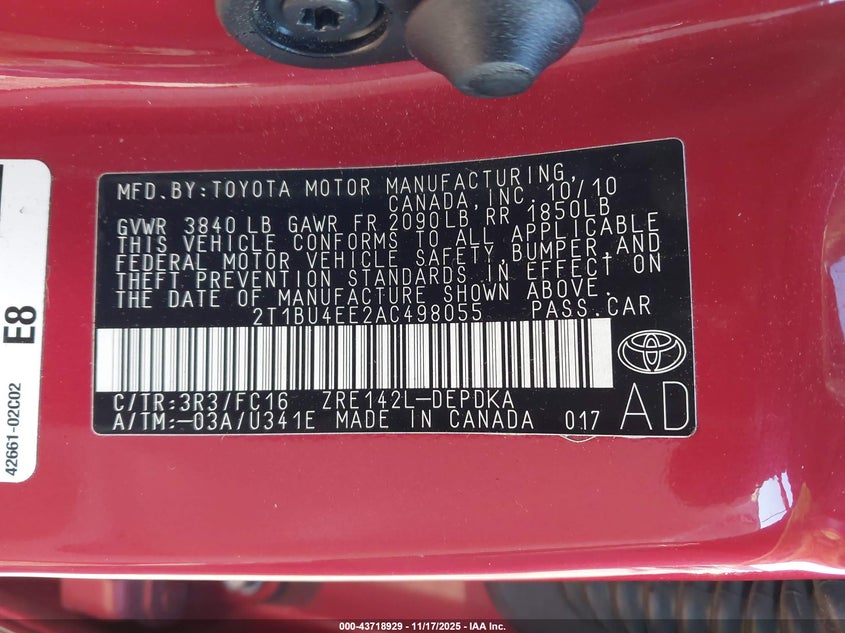 MFD. BY: TOYOTA MOTOR MANUFACTURING,
CANADA, INC. 10/10
GVWR 3840 LB GAWR FR 2090 LB RR 1850LB
THIS VEHICLE CONFORMS TO ALL APPLICABLE
FEDERAL MOTOR VEHICLE SAFETY, BUMPER, AND
THEFT PREVENTION STANDARDS IN EFFECT ON
THE DATE OF MANUFACTURE SHOWN ABOVE.
2T1BU4EE2AC498055 PASS. CAR
C/TR: 3R3/FC16 ZRE142L-DEPDKA
A/TM: -03A/U341E MADE IN CANADA 017
AD
E8
42661-02C02
000-43718929 - 11/17/2025 - IAA Inc.